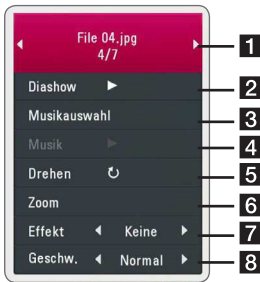 File 04.jpg
4/7
1
Diashow
2
Musikauswahl
3
Musik
4
Drehen
5
Zoom
6
Effekt Keine
7
Geschw. Normal
8